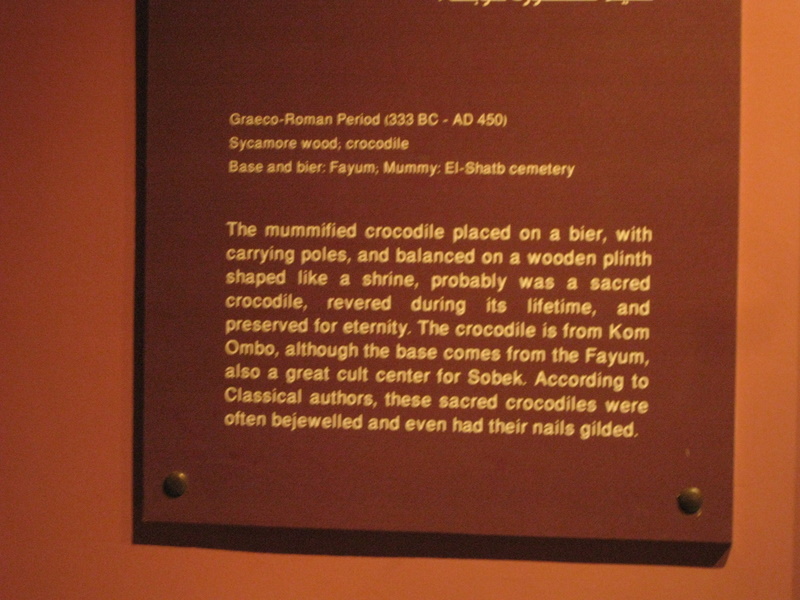 Graeco-Roman Period (333 BC - AD 450)
Sycamore wood; crocodile
Base and bier: Fayum; Mummy: El-Shatb cemetery
The mummified crocodile placed on a bier, with
carrying poles, and balanced on a wooden plinth
shaped like a shrine, probably was a sacred
crocodile, revered during its lifetime, and
preserved for eternity. The crocodile is from Kom
Ombo, although the base comes from the Fayum,
also a great cult center for Sobek. According to
Classical authors, these sacred crocodiles were
often bejewelled and even had their nails gilded.